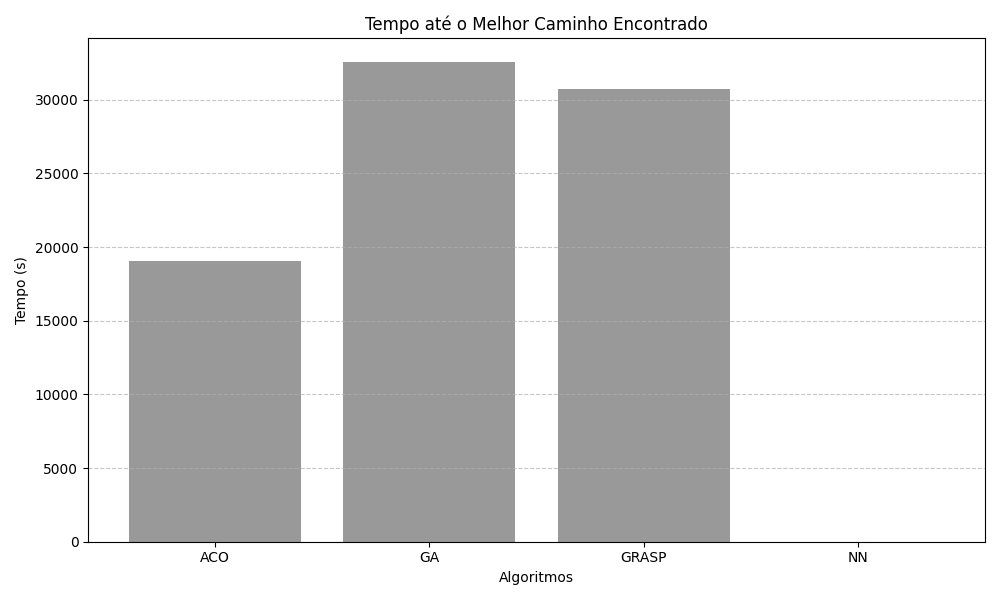 Tempo até o Melhor Caminho Encontrado
Tempo (s)
30000
25000
20000
15000
10000
5000
0
ACO GA GRASP NN
Algoritmos